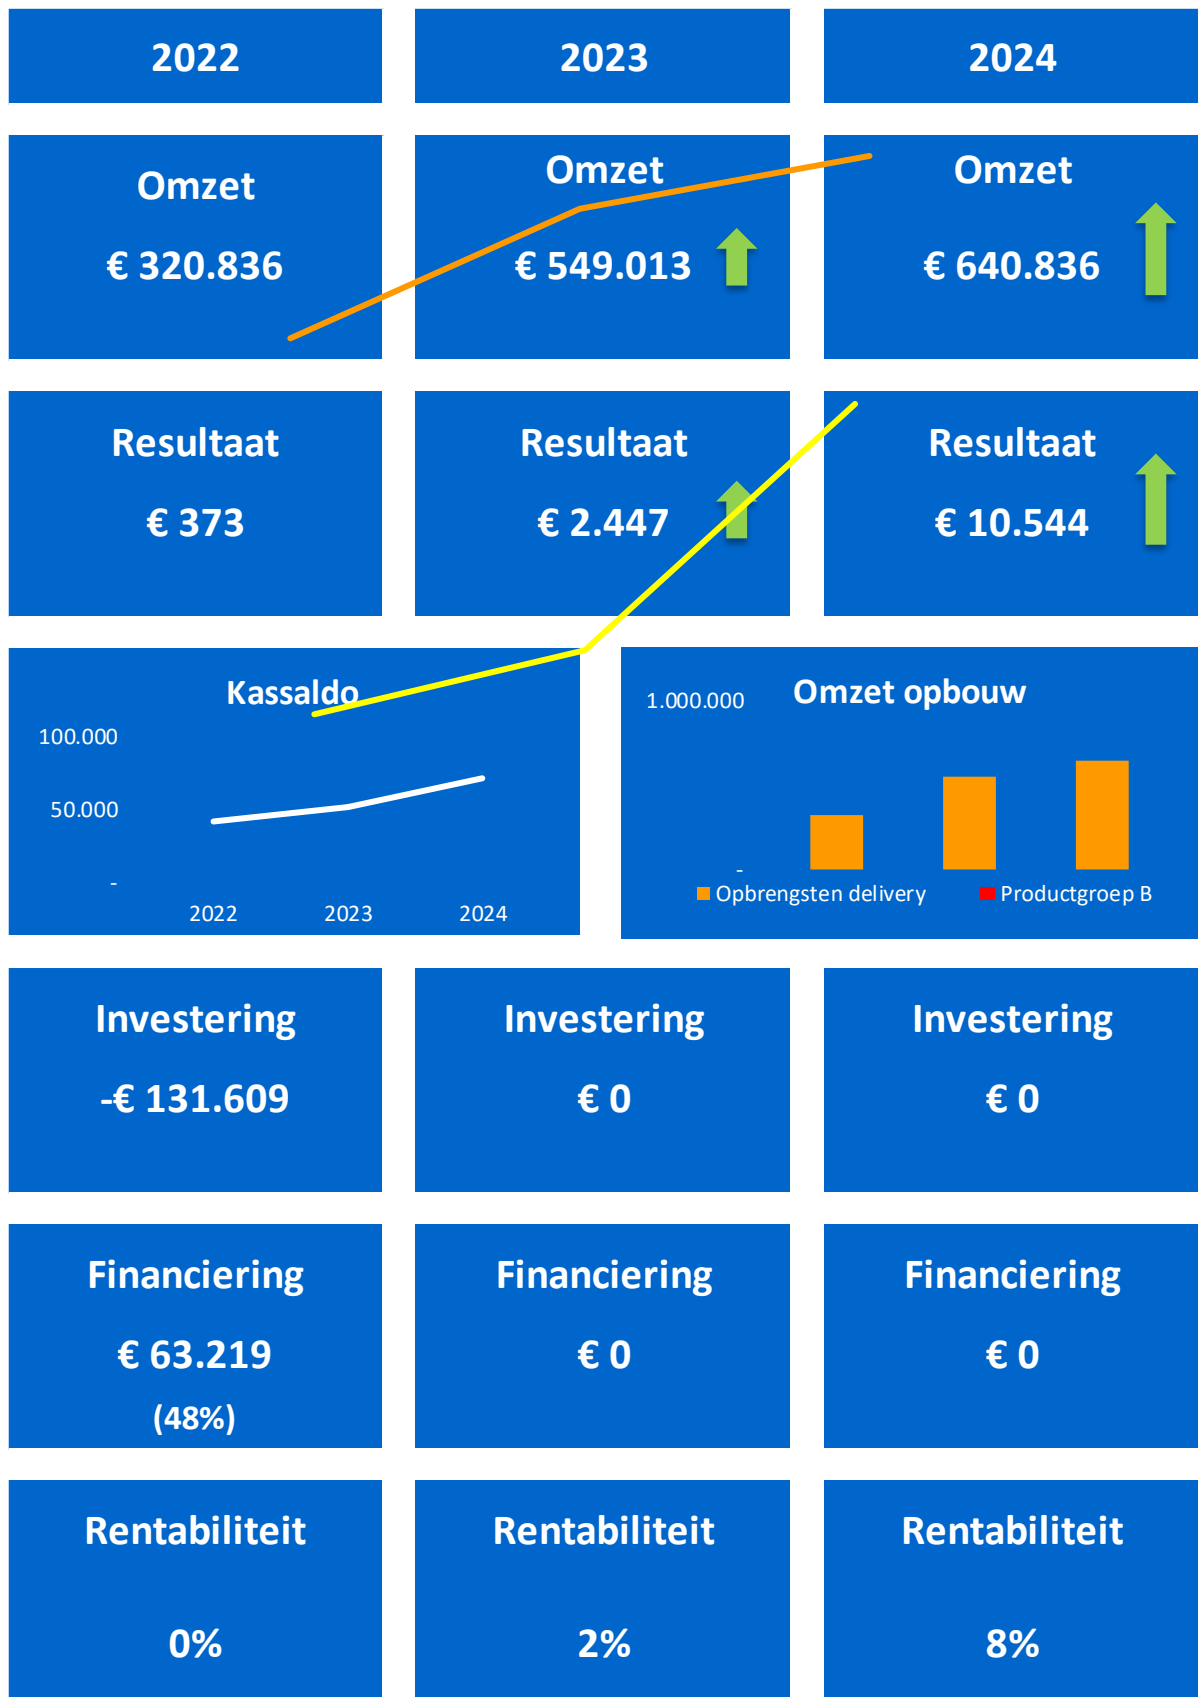 2022
2023
2024
Omzet
€ 320.836
Omzet
€ 549.013
Omzet
€ 640.836
Resultaat
€ 373
Resultaat
€ 2.447
Resultaat
€ 10.544
Kassaldo
100.000
50.000
-
2022 2023 2024
Omzet opbouw
1.000.000
-
Opbrengsten delivery Productgroep B
Investering
-€ 131.609
Investering
€ 0
Investering
€ 0
Financiering
€ 63.219
(48%)
Financiering
€ 0
Financiering
€ 0
Rentabiliteit
0%
Rentabiliteit
2%
Rentabiliteit
8%